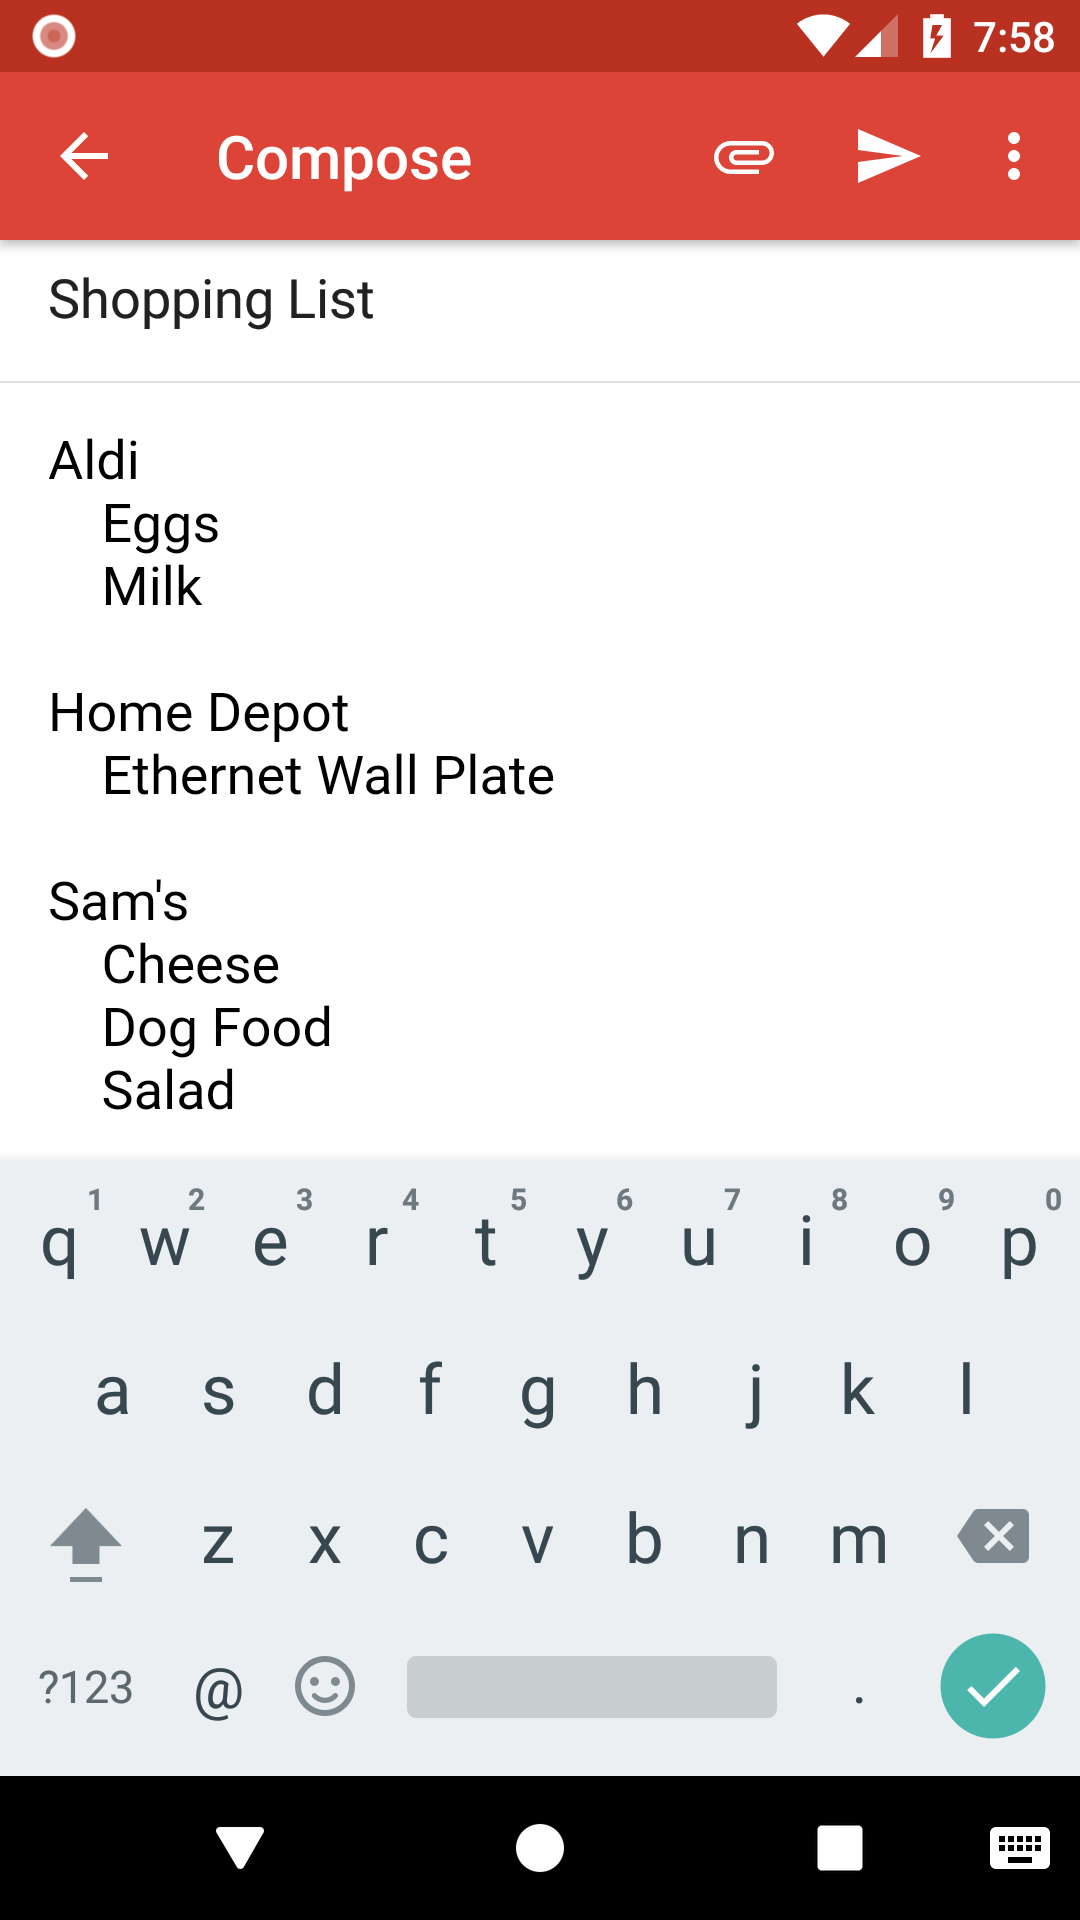 7:58
Compose
Shopping List
Aldi
Eggs
Milk
Home Depot
Ethernet Wall Plate
Sam's
Cheese
Dog Food
Salad
1 2 3 4 5 6 7 8 9 0
q w e r t y u i o p
a s d f g h j k l
z x c v b n m
?123 @ .